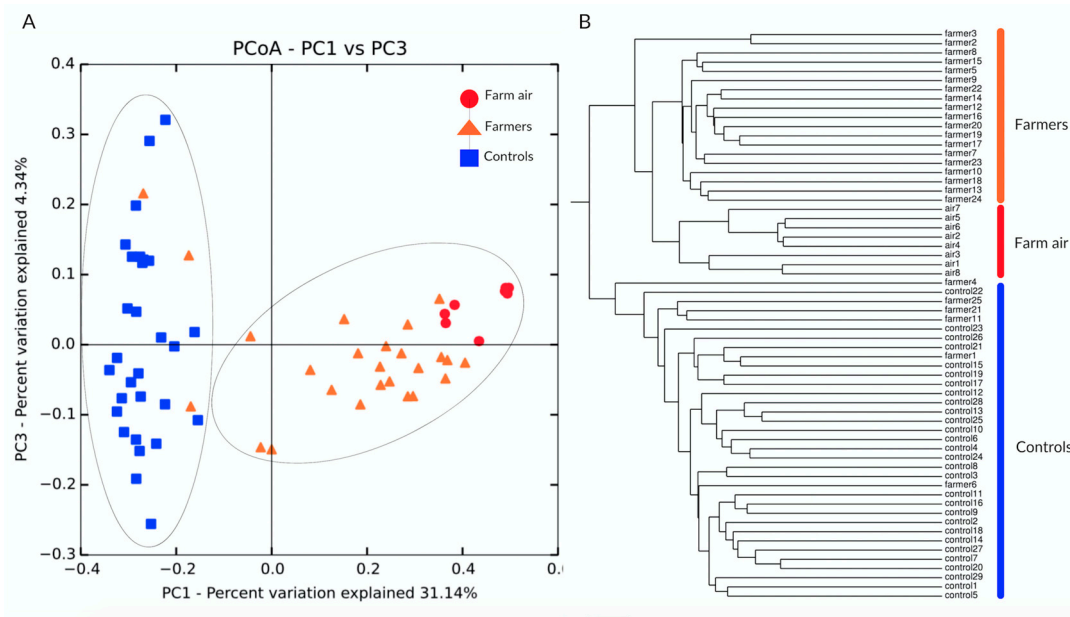 A
PCoA - PC1 vs PC3
0.4
0.3
0.2
0.1
0.0
−0.1
−0.2
−0.3
−0.4
−0.2
0.0
0.2
0.4
0.
PC1 - Percent variation explained 31.14%
PC3 - Percent variation explained 4.34%
Farm air
Farmers
Controls
B
farmer3
farmer2
farmer8
farmer15
farmer5
farmer9
farmer22
farmer14
farmer12
farmer16
farmer20
farmer19
farmer17
farmer7
farmer23
farmer10
farmer18
farmer13
farmer24
air7
air5
air6
air2
air4
air3
air1
air8
farmer4
control22
farmer25
farmer21
farmer11
control23
control26
control21
farmer1
control15
control19
control17
control12
control28
control13
control25
control10
control6
control4
control24
control8
control3
farmer6
control11
control16
control9
control2
control18
control14
control27
control7
control20
control29
control1
control5
Farmers
Farm air
Controls